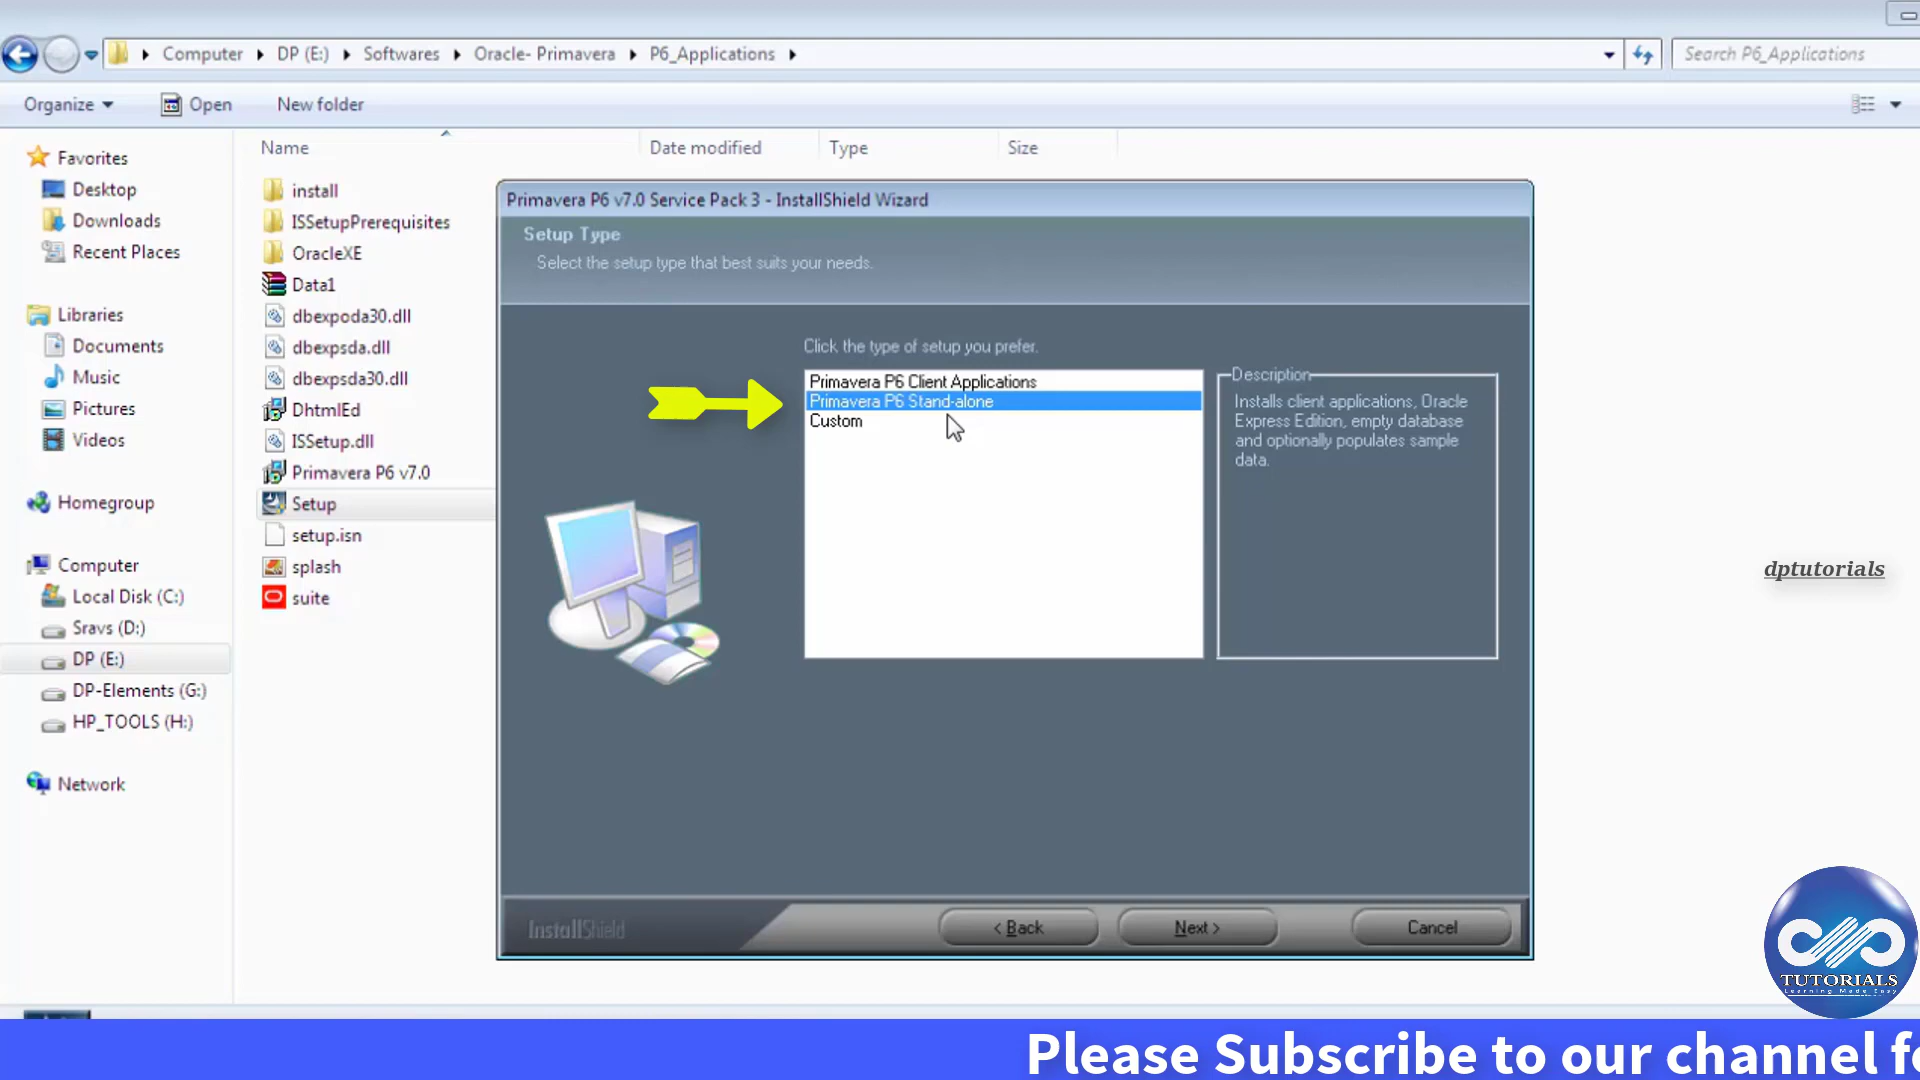 Computer
DP (E:)
Softwares
Oracle- Primavera
P6_Applications
Search P6_Applications
Organize
Open
New folder
Name
Date modified
Type
Size
Favorites
Desktop
Downloads
Recent Places
Libraries
Documents
Music
Pictures
Videos
Homegroup
Computer
Local Disk (C:)
Sravs (D:)
DP (E:)
DP-Elements (G:)
HP_TOOLS (H:)
Network
install
ISSetupPrerequisites
OracleXE
Data1
dbexpoda30.dll
dbexpsda.dll
dbexpsda30.dll
DhtmlEd
ISSetup.dll
Primavera P6 v7.0
Setup
setup.isn
splash
suite
Primavera P6 v7.0 Service Pack 3 - InstallShield Wizard
Setup Type
Select the setup type that best suits your needs.
Click the type of setup you prefer.
Primavera P6 Client Applications
Primavera P6 Stand-alone
Custom
Description
Installs client applications, Oracle
Express Edition, empty database
and optionally populates sample
data.
InstallShield
< Back
Next >
Cancel
dptutorials
TUTORIALS
Learning Made Easy
Please Subscribe to our channel fo